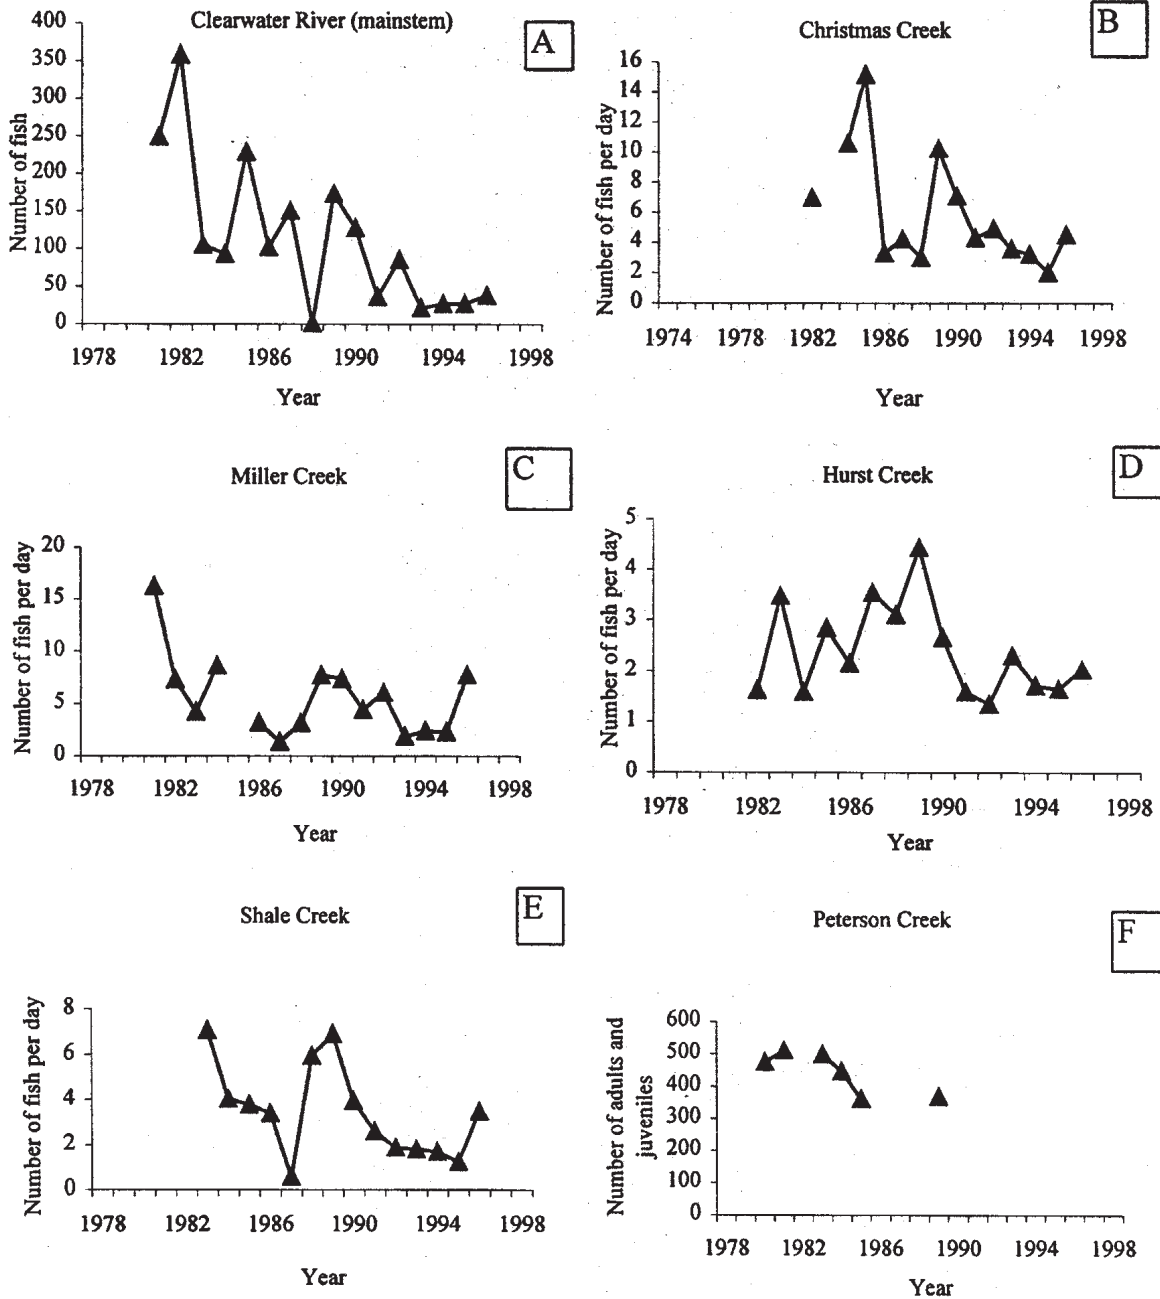 Clearwater River (mainstem)
A
400
350
300
250
200
150
100
50
0
Number of fish
1978 1982 1986 1990 1994 1998
Year
Christmas Creek
B
16
14
12
10
8
6
4
2
0
Number of fish per day
1974 1978 1982 1986 1990 1994 1998
Year
Miller Creek
C
20
15
10
5
0
Number of fish per day
1978 1982 1986 1990 1994 1998
Year
Hurst Creek
D
5
4
3
2
1
0
Number of fish per day
1978 1982 1986 1990 1994 1998
Year
Shale Creek
E
8
6
4
2
0
Number of fish per day
1978 1982 1986 1990 1994 1998
Year
Peterson Creek
F
600
500
400
300
200
100
0
Number of adults and
juveniles
1978 1982 1986 1990 1994 1998
Year